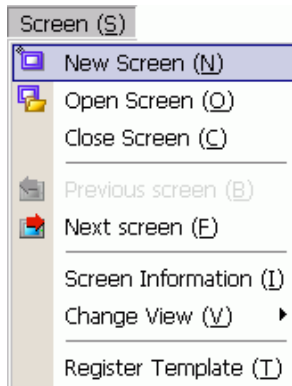 Screen (S)
New Screen (N)
Open Screen (O)
Close Screen (C)
Previous screen (B)
Next screen (F)
Screen Information (I)
Change View (V)
Register Template (T)